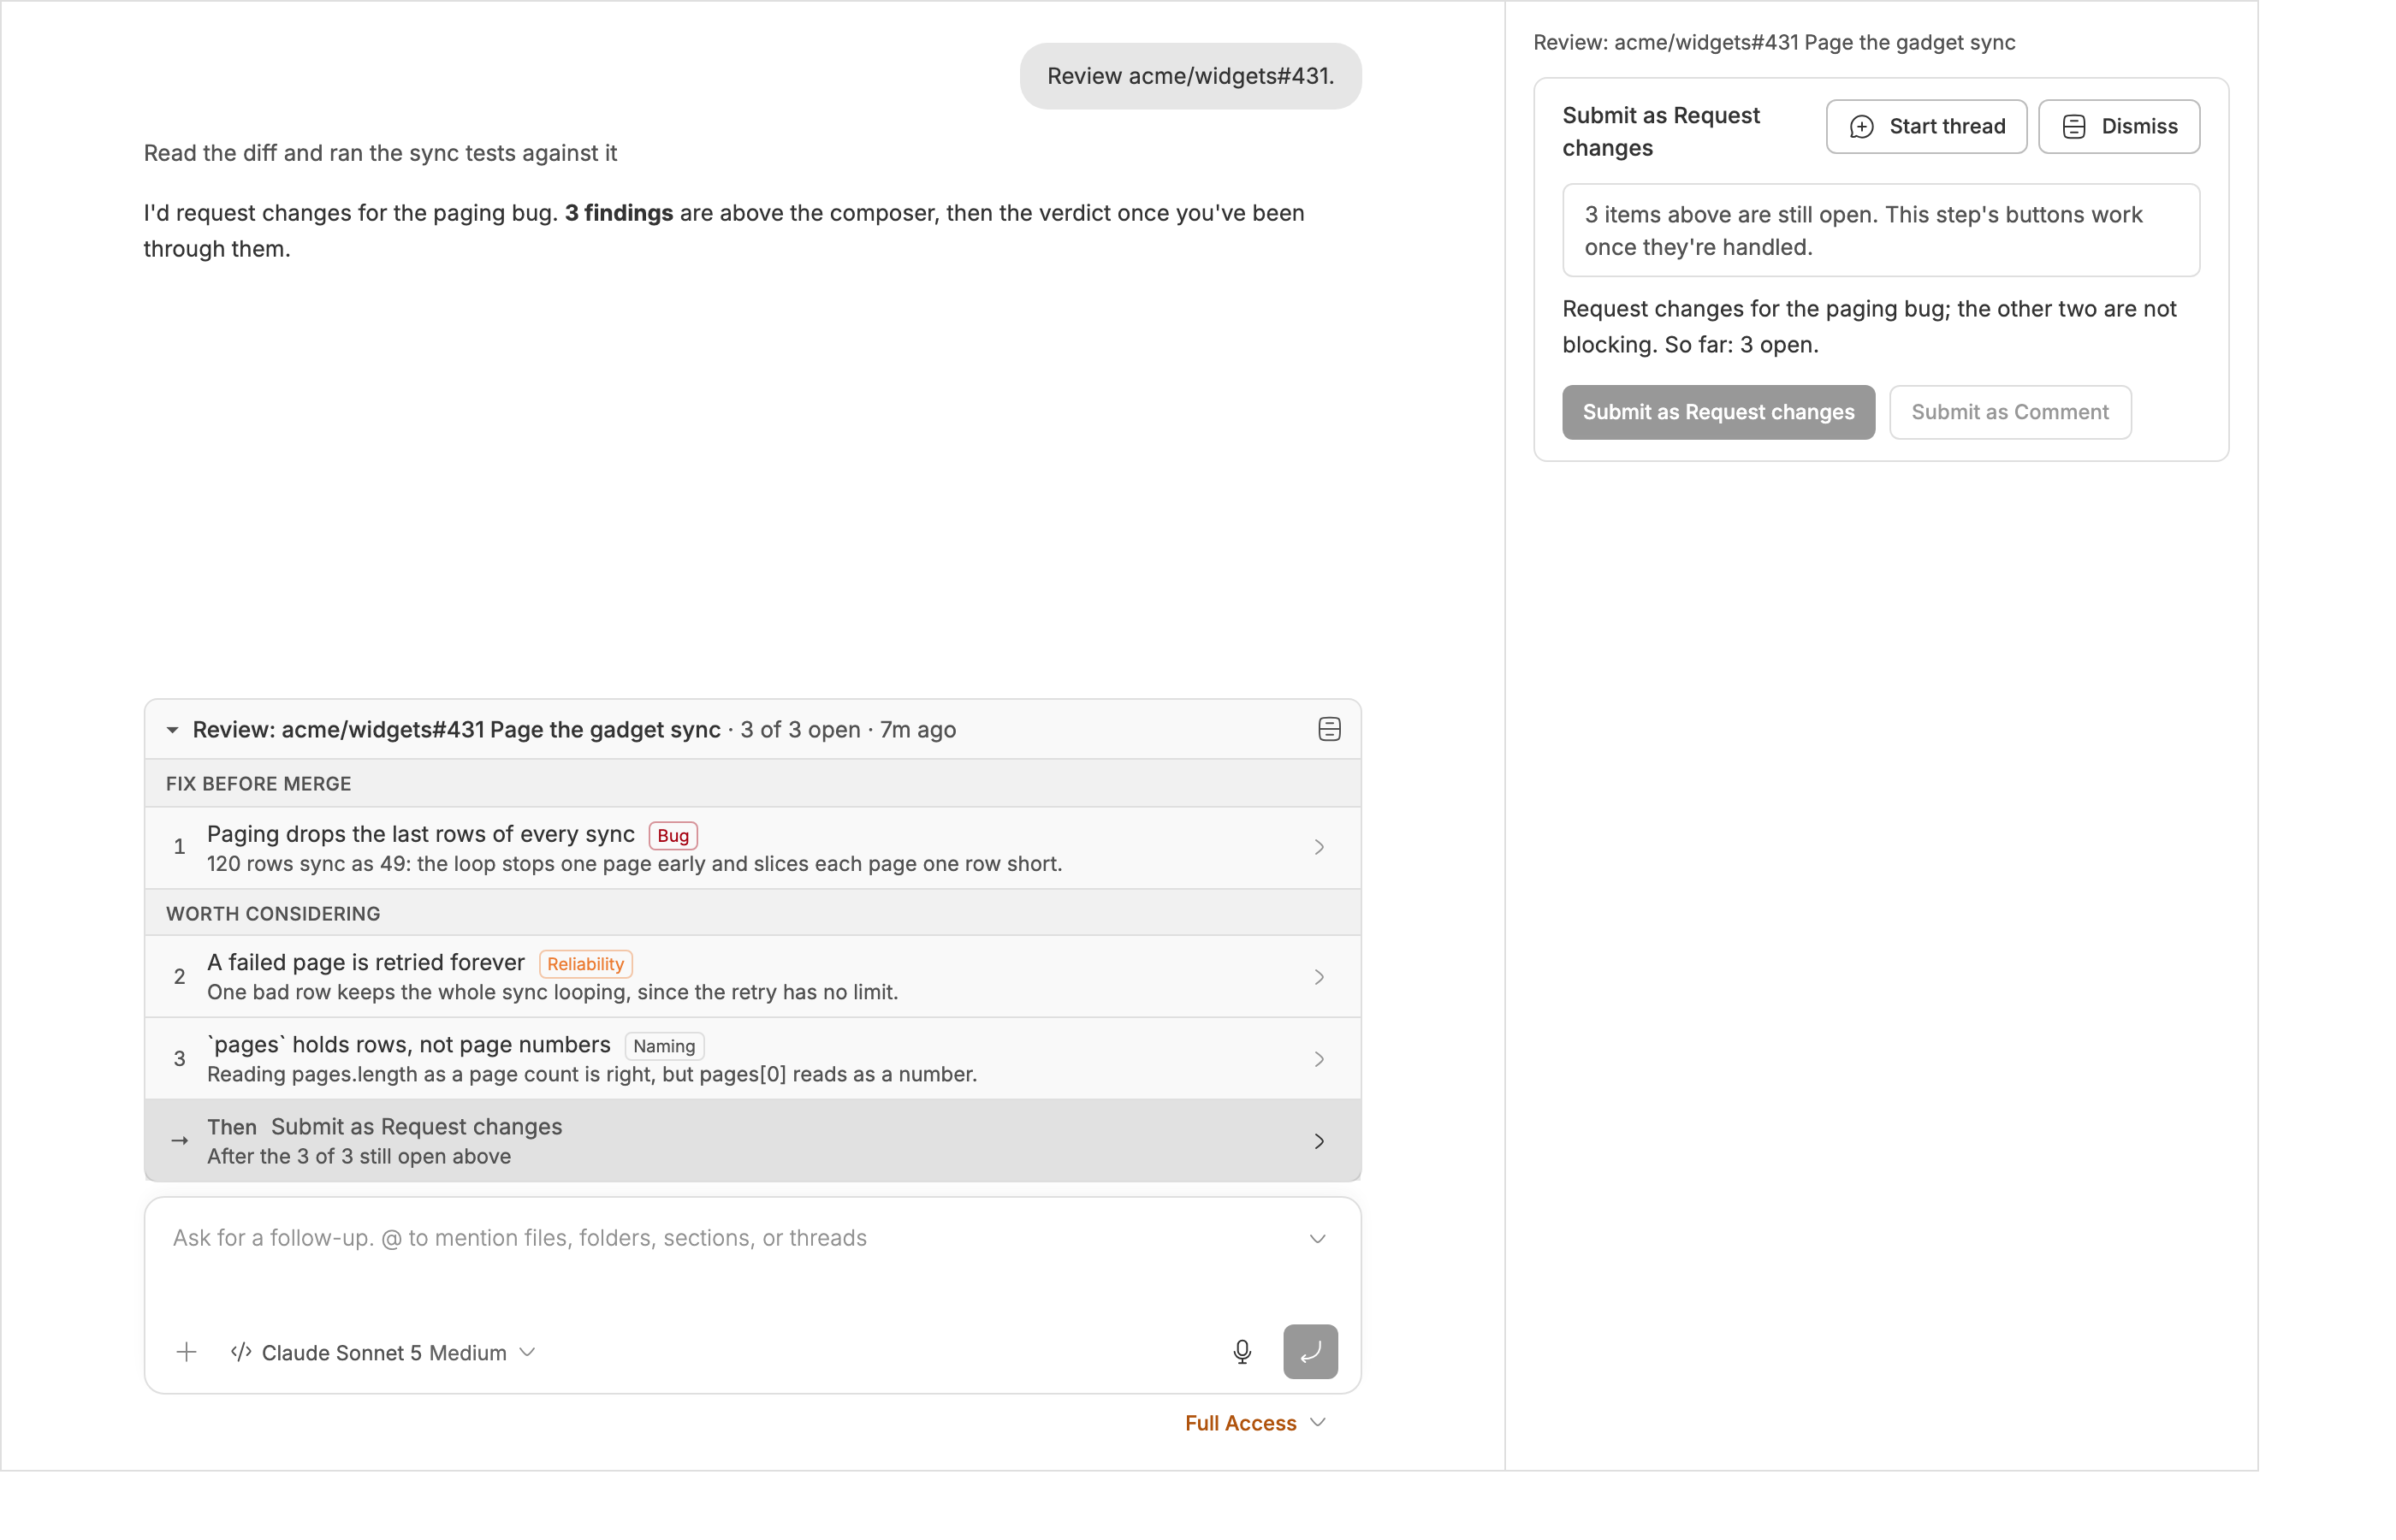 Review acme/widgets#431.
Read the diff and ran the sync tests against it
I'd request changes for the paging bug. 3 findings are above the composer, then the verdict once you've been
through them.
Review: acme/widgets#431 Page the gadget sync · 3 of 3 open · 7m ago
FIX BEFORE MERGE
1
Paging drops the last rows of every sync Bug
120 rows sync as 49: the loop stops one page early and slices each page one row short.
WORTH CONSIDERING
2
A failed page is retried forever Reliability
One bad row keeps the whole sync looping, since the retry has no limit.
3
`pages` holds rows, not page numbers Naming
Reading pages.length as a page count is right, but pages[0] reads as a number.
→
Then Submit as Request changes
After the 3 of 3 still open above
Ask for a follow-up. @ to mention files, folders, sections, or threads
</> Claude Sonnet 5 Medium
Full Access
Review: acme/widgets#431 Page the gadget sync
Submit as Request
changes
Start thread
Dismiss
3 items above are still open. This step's buttons work
once they're handled.
Request changes for the paging bug; the other two are not
blocking. So far: 3 open.
Submit as Request changes
Submit as Comment